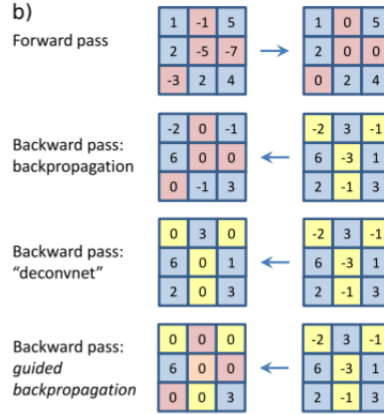 b)
Forward pass
1 -1 5
2 -5 -7
-3 2 4
1 0 5
2 0 0
0 2 4
Backward pass:
backpropagation
-2 0 -1
6 0 0
0 -1 3
-2 3 -1
6 -3 1
2 -1 3
Backward pass:
"deconvnet"
0 3 0
6 0 1
2 0 3
-2 3 -1
6 -3 1
2 -1 3
Backward pass:
guided
backpropagation
0 0 0
6 0 0
0 0 3
-2 3 -1
6 -3 1
2 -1 3